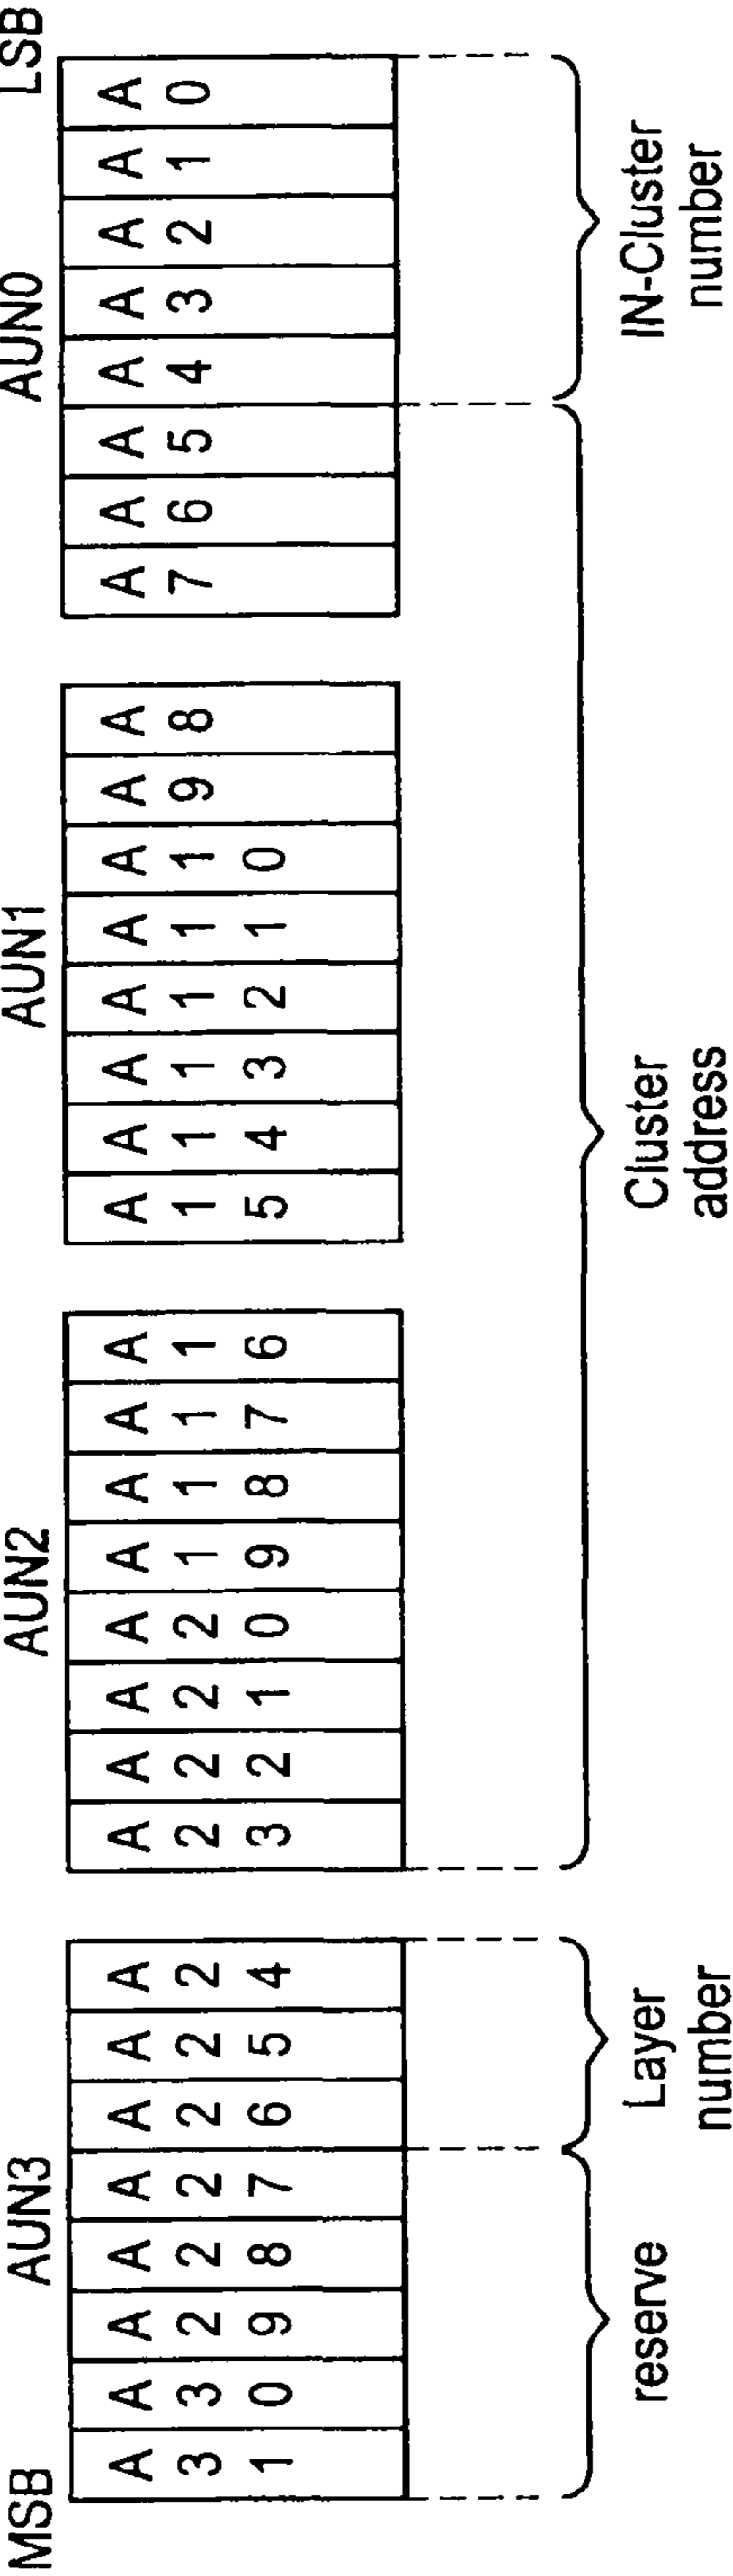 MSB AUN3 AUN2 AUN1 AUN0 LSB
A31 A30 A29 A28 A27 A26 A25 A24
A23 A22 A21 A20 A19 A18 A17 A16
A15 A14 A13 A12 A11 A10 A9 A8
A7 A6 A5 A4 A3 A2 A1 A0
reserve
Layer
number
Cluster
address
IN-Cluster
number